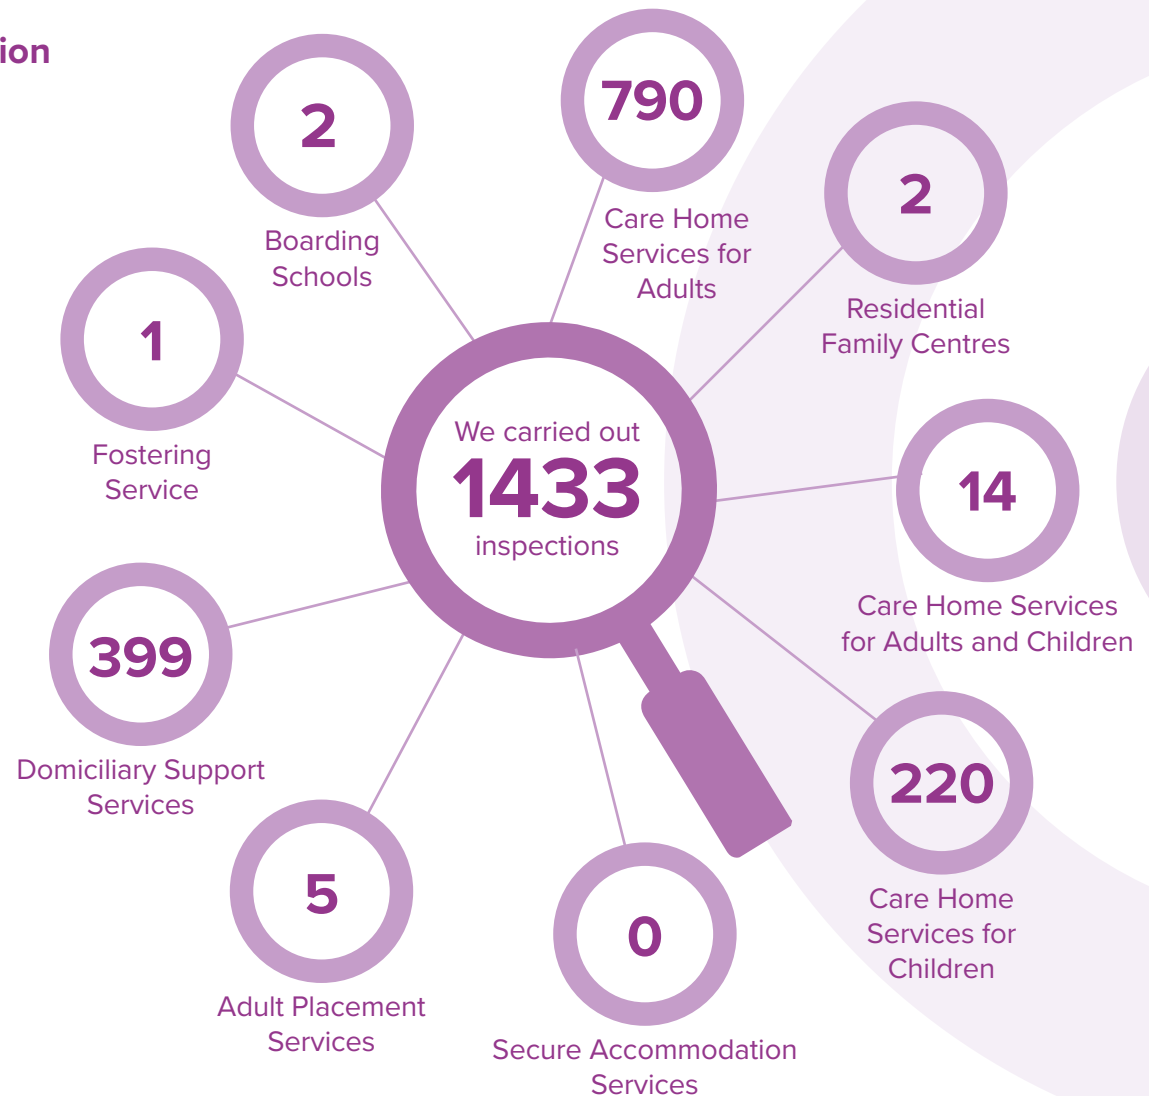 ion
2
Boarding
Schools
790
Care Home
Services for
Adults
2
Residential
Family Centres
1
Fostering
Service
We carried out
1433
inspections
14
Care Home Services
for Adults and Children
399
Domiciliary Support
Services
220
Care Home
Services for
Children
5
Adult Placement
Services
0
Secure Accommodation
Services